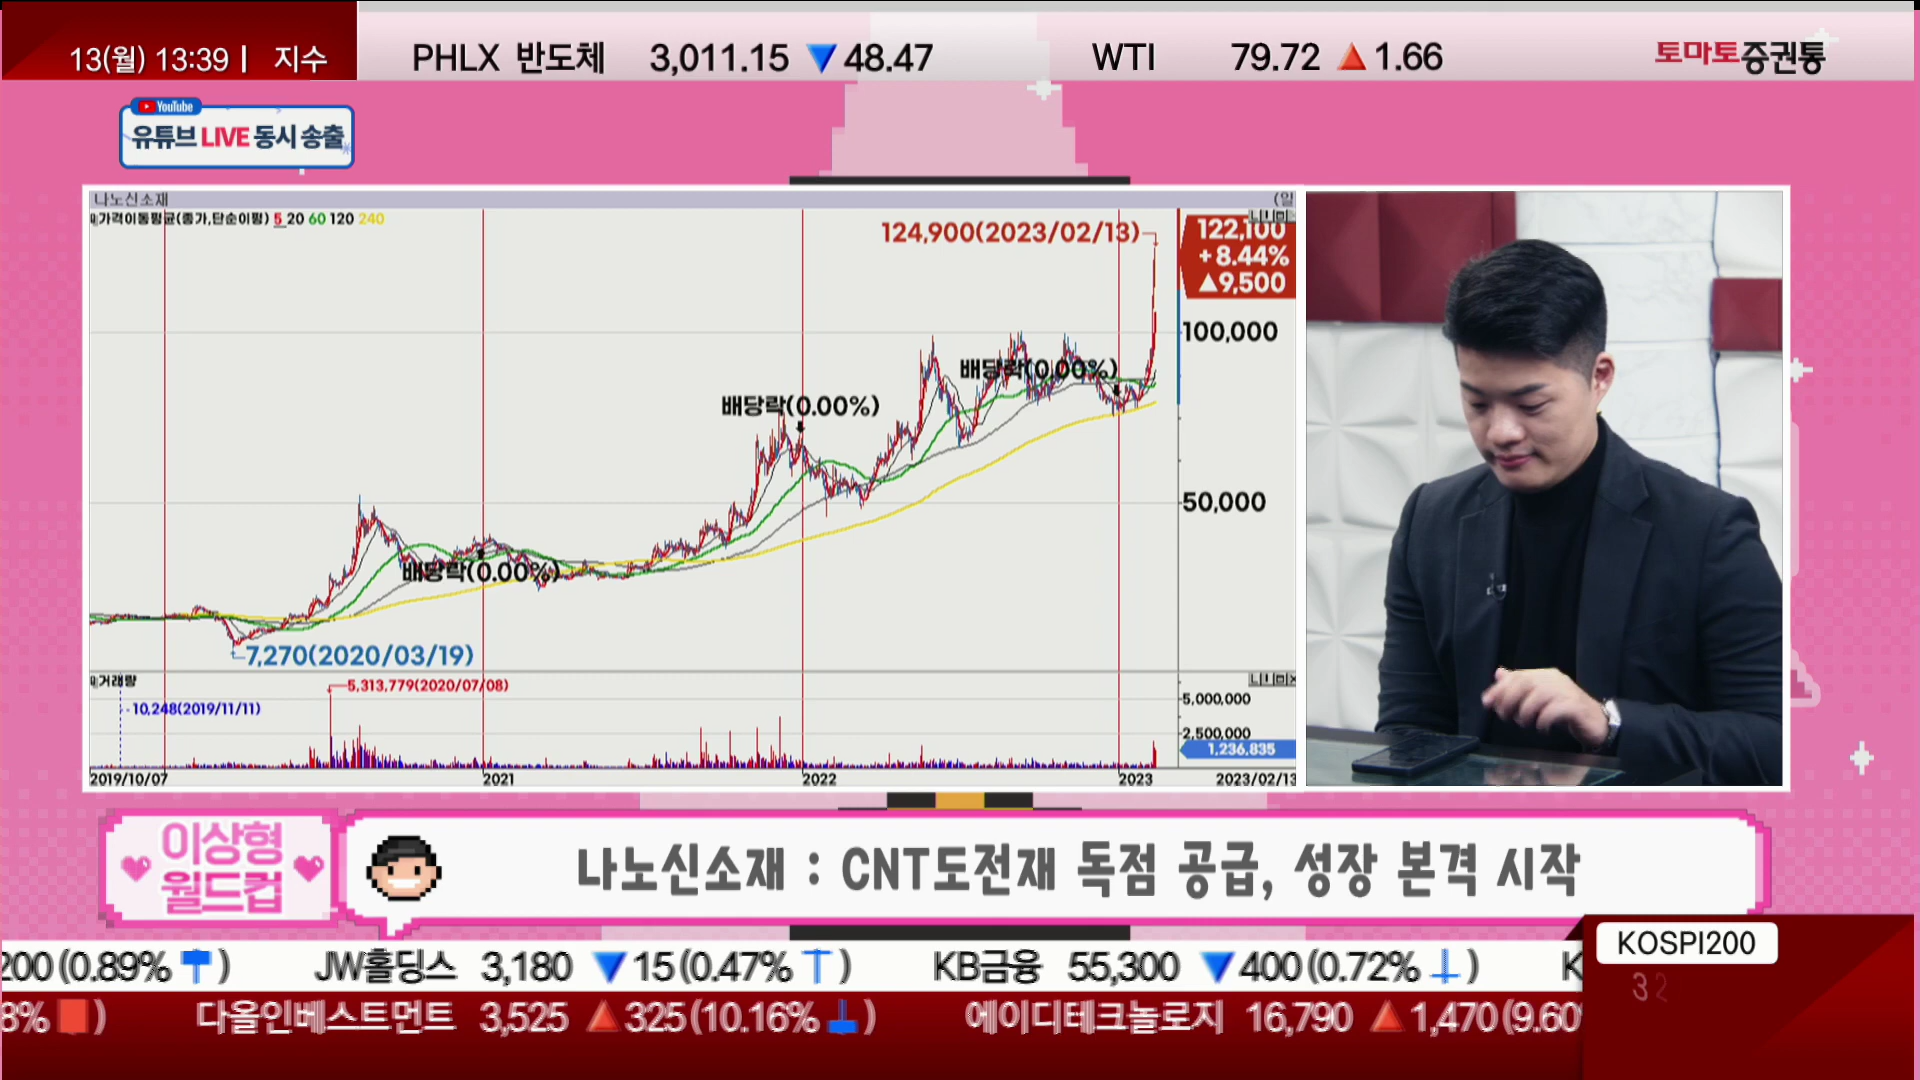 13(월) 13:39 | 지수
PHLX 반도체 3,011.15 ▼48.47 WTI 79.72 ▲1.66
토마토증권통
YouTube
유튜브 LIVE 동시 송출
나노신소재
가격이동평균(종가,단순이평) 5 20 60 120 240
124,900(2023/02/13)
122,100
+8.44%
▲9,500
100,000
배당락(0.00%)
배당락(0.00%)
50,000
배당락(0.00%)
7,270(2020/03/19)
거래량
5,313,779(2020/07/08)
10,248(2019/11/11)
5,000,000
2,500,000
1,236,835
2019/10/07 2021 2022 2023 2023/02/13
이상형
월드컵
나노신소재 : CNT도전재 독점 공급, 성장 본격 시작
200(0.89%↑) JW홀딩스 3,180 ▼15(0.47%↑) KB금융 55,300 ▼400(0.72%↓)
KOSPI200
8% ) 다올인베스트먼트 3,525 ▲325(10.16%↓) 에이디테크놀로지 16,790 ▲1,470(9.60